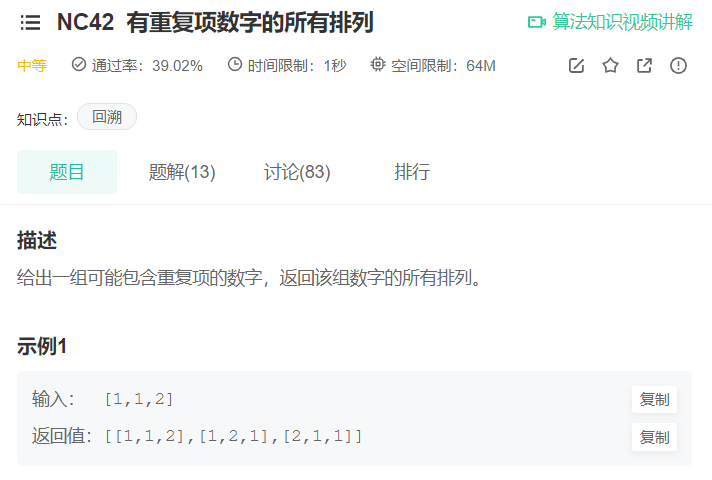 NC42 有重复项数字的所有排列 算法知识视频讲解
中等 通过率：39.02% 时间限制：1秒 空间限制：64M
知识点： 回溯
题目 题解(13) 讨论(83) 排行
描述
给出一组可能包含重复项的数字，返回该组数字的所有排列。
示例1
输入： [1,1,2] 复制
返回值： [[1,1,2],[1,2,1],[2,1,1]] 复制